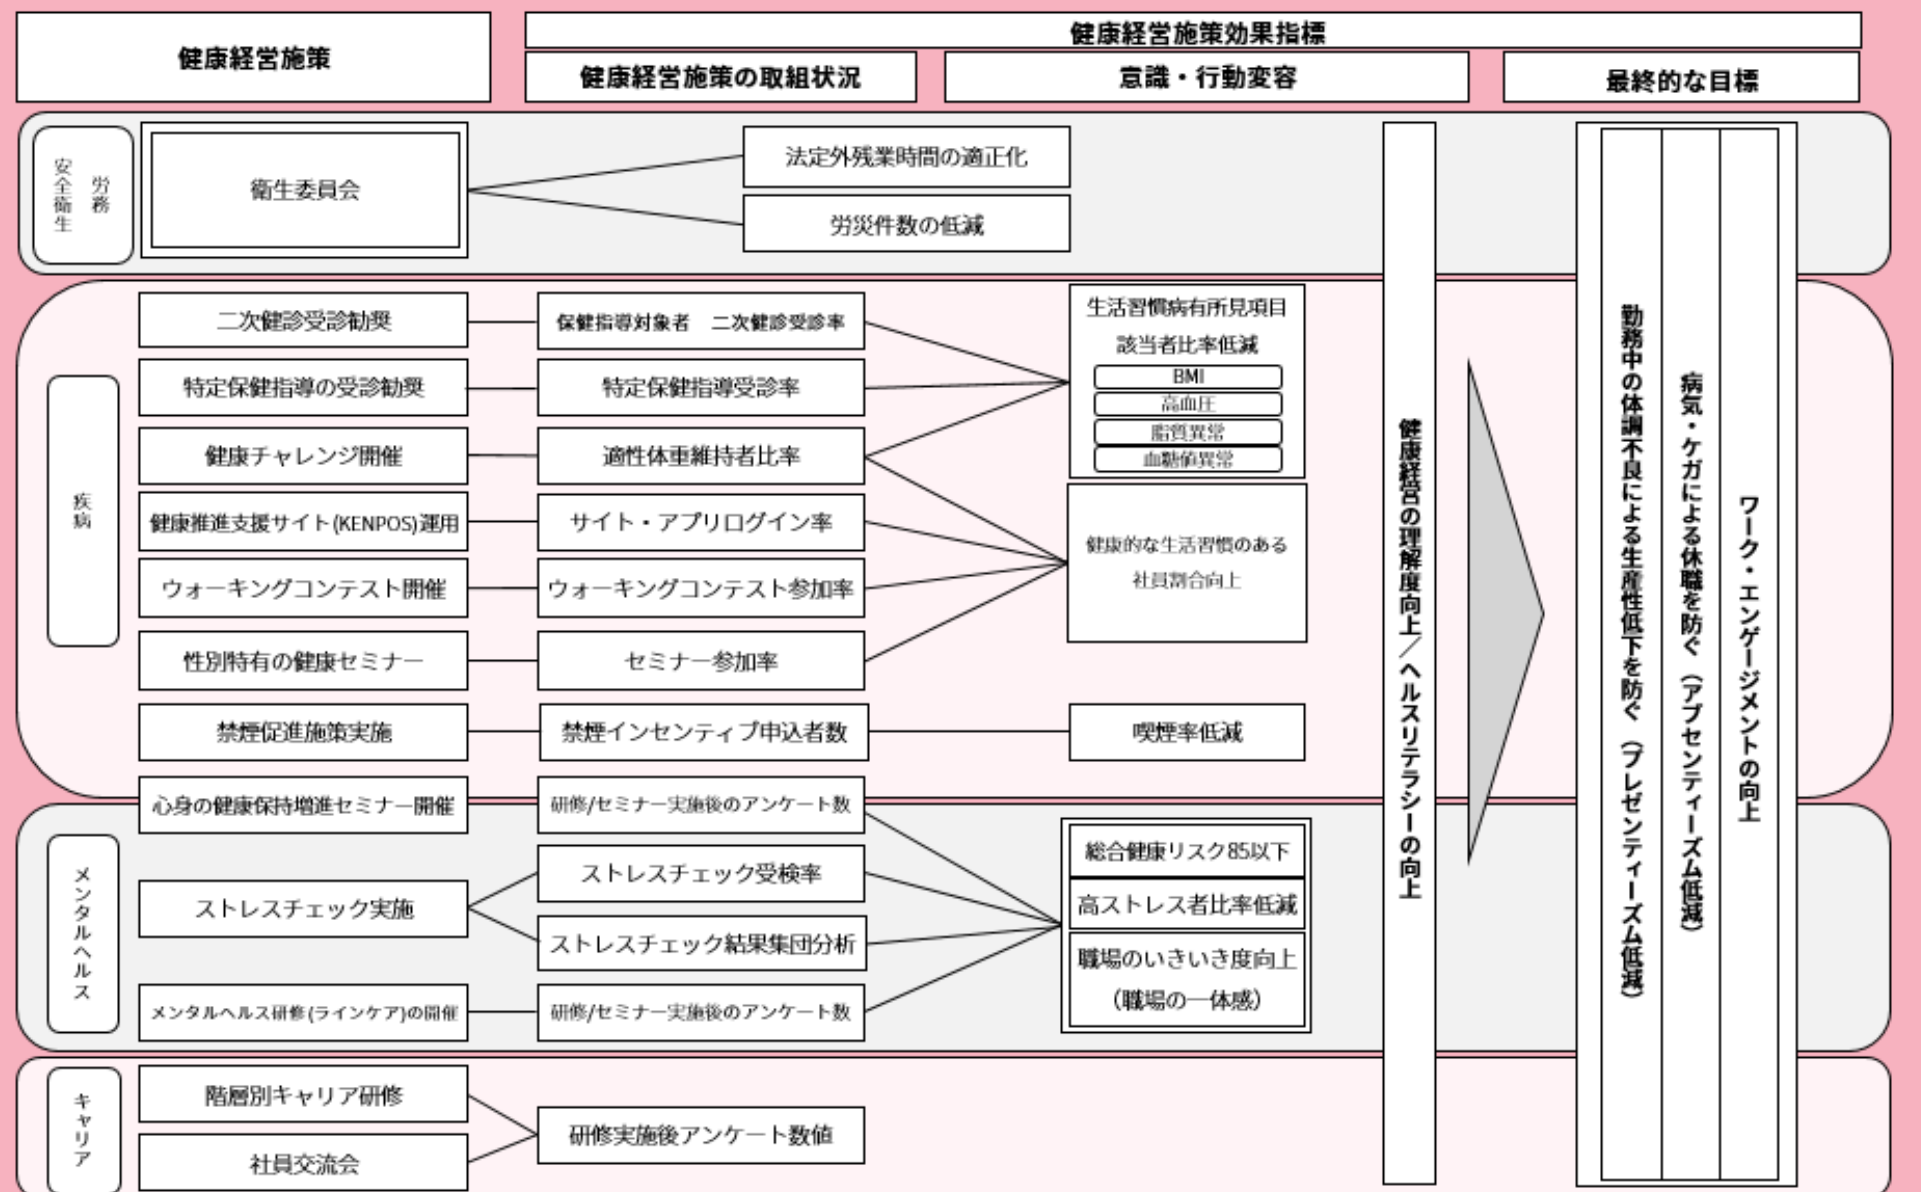 健康経営施策
健康経営施策効果指標
健康経営施策の取組状況
意識・行動変容
最終的な目標
労務
安全衛生
衛生委員会
法定外残業時間の適正化
労災件数の低減
疾病
二次健診受診勧奨
保健指導対象者　二次健診受診率
特定保健指導の受診勧奨
特定保健指導受診率
健康チャレンジ開催
適性体重維持者比率
健康推進支援サイト(KENPOS)運用
サイト・アプリログイン率
ウォーキングコンテスト開催
ウォーキングコンテスト参加率
性別特有の健康セミナー
セミナー参加率
禁煙促進施策実施
禁煙インセンティブ申込者数
生活習慣病有所見項目
該当者比率低減
BMI
高血圧
脂質異常
血糖値異常
健康的な生活習慣のある
社員割合向上
喫煙率低減
心身の健康保持増進セミナー開催
研修/セミナー実施後のアンケート数
メンタルヘルス
ストレスチェック実施
ストレスチェック受検率
ストレスチェック結果集団分析
メンタルヘルス研修(ラインケア)の開催
研修/セミナー実施後のアンケート数
総合健康リスク85以下
高ストレス者比率低減
職場のいきいき度向上
（職場の一体感）
キャリア
階層別キャリア研修
社員交流会
研修実施後アンケート数値
健康経営の理解度向上／ヘルスリテラシーの向上
ワーク・エンゲージメントの向上
病気・ケガによる休職を防ぐ（アブセンティーズム低減）
勤務中の体調不良による生産性低下を防ぐ（プレゼンティーズム低減）